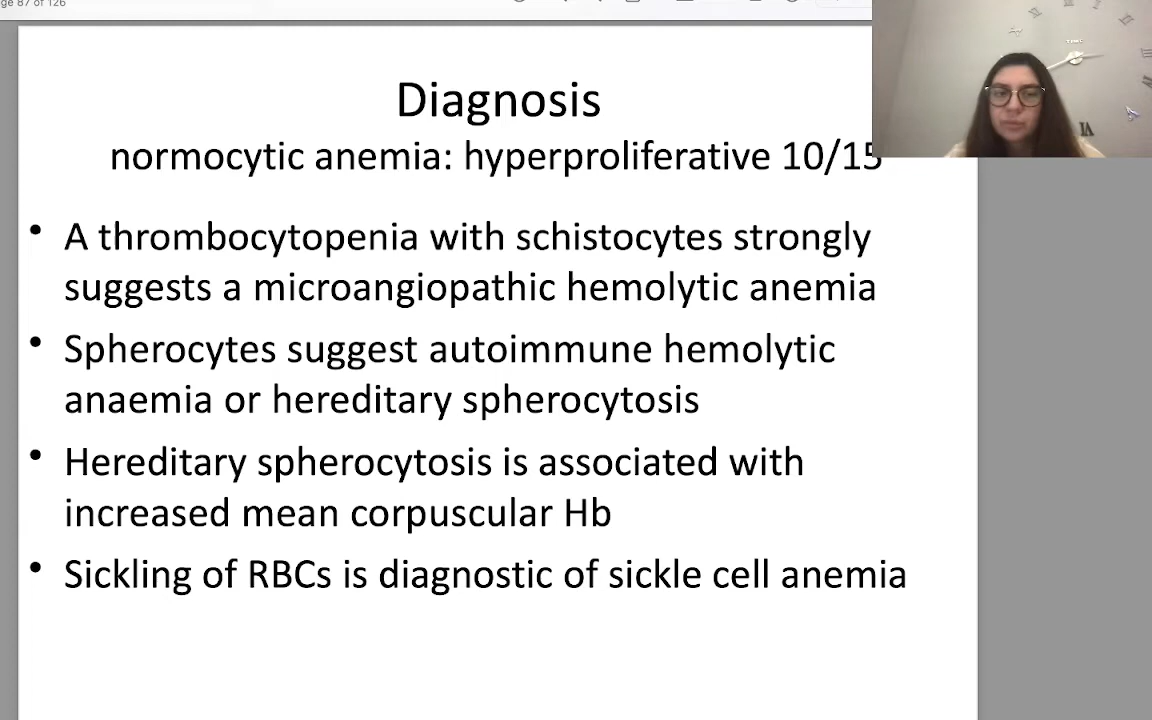 ge 87 of 126
Diagnosis
normocytic anemia: hyperproliferative 10/15
• A thrombocytopenia with schistocytes strongly
suggests a microangiopathic hemolytic anemia
• Spherocytes suggest autoimmune hemolytic
anaemia or hereditary spherocytosis
• Hereditary spherocytosis is associated with
increased mean corpuscular Hb
• Sickling of RBCs is diagnostic of sickle cell anemia
VI